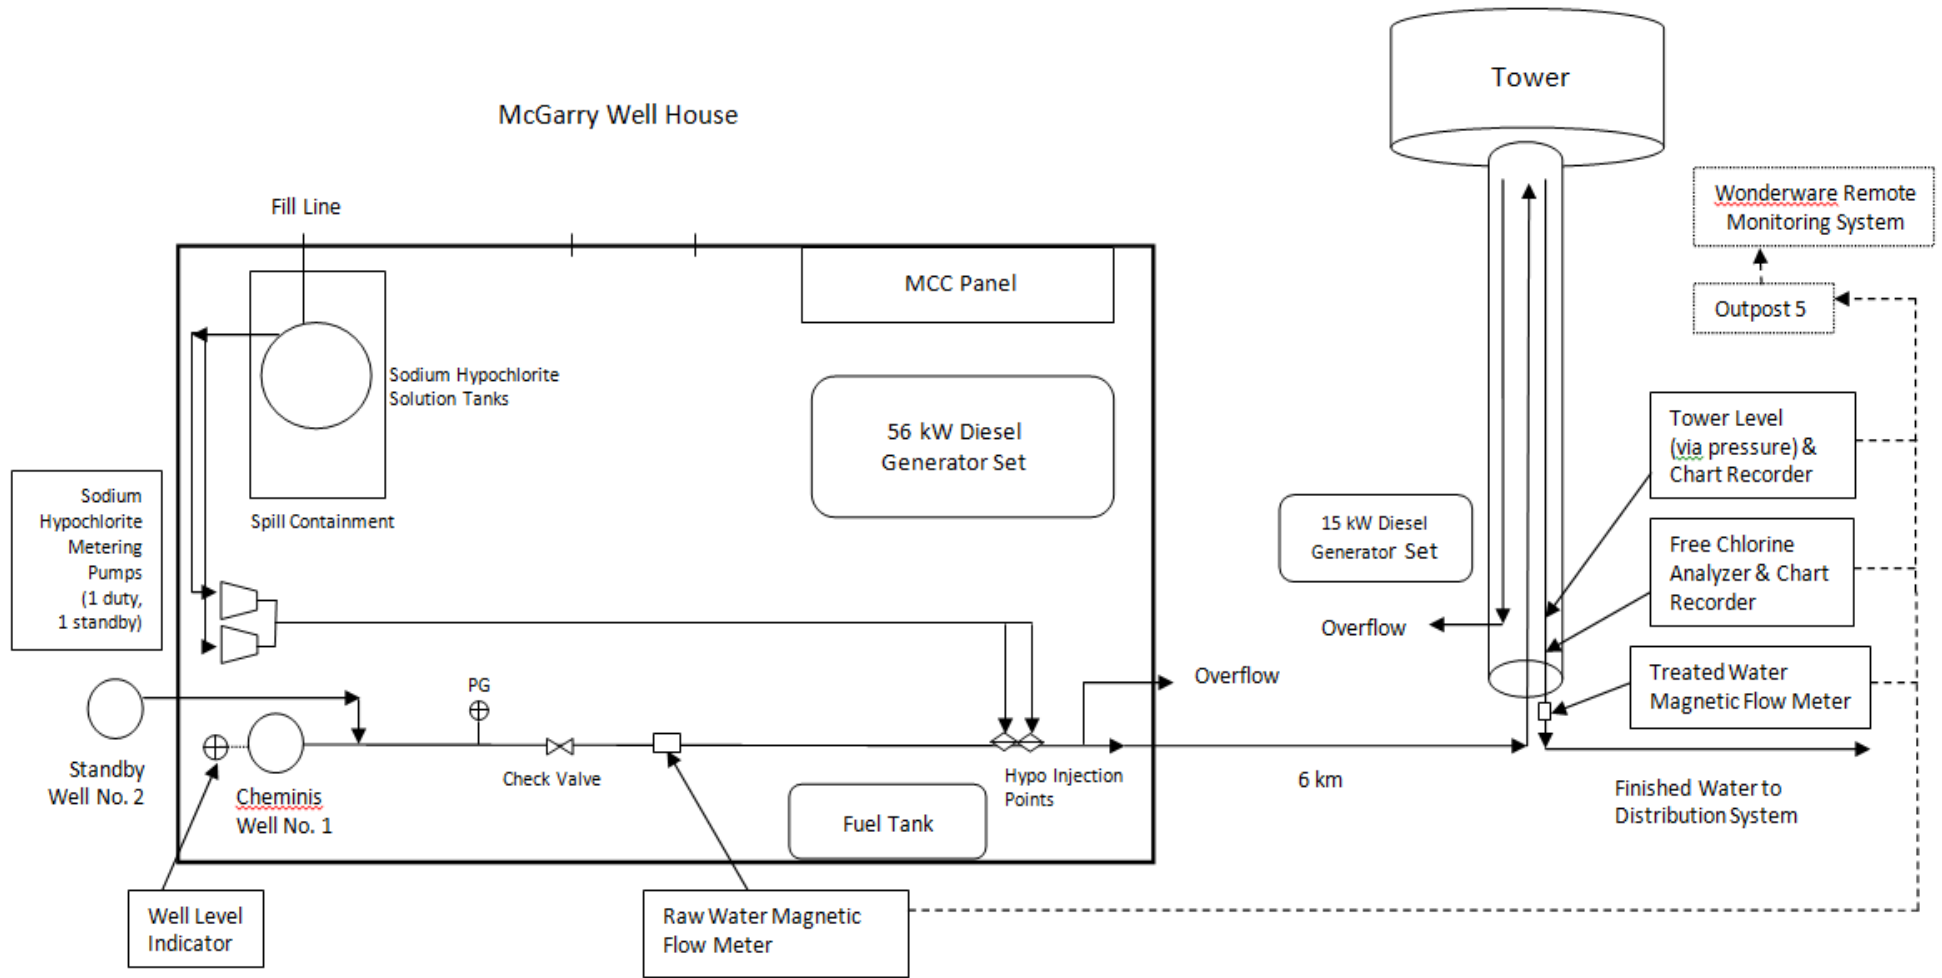 Tower
McGarry Well House
Wonderware Remote
Monitoring System
Fill Line
MCC Panel
Outpost 5
Sodium Hypochlorite
Solution Tanks
56 kW Diesel
Generator Set
Tower Level
(via pressure) &
Chart Recorder
Sodium
Hypochlorite
Metering
Pumps
(1 duty,
1 standby)
Spill Containment
15 kW Diesel
Generator Set
Free Chlorine
Analyzer & Chart
Recorder
Overflow
Overflow
Treated Water
Magnetic Flow Meter
PG
Standby
Well No. 2
Cheminis
Well No. 1
Check Valve
Hypo Injection
Points
6 km
Finished Water to
Distribution System
Fuel Tank
Well Level
Indicator
Raw Water Magnetic
Flow Meter